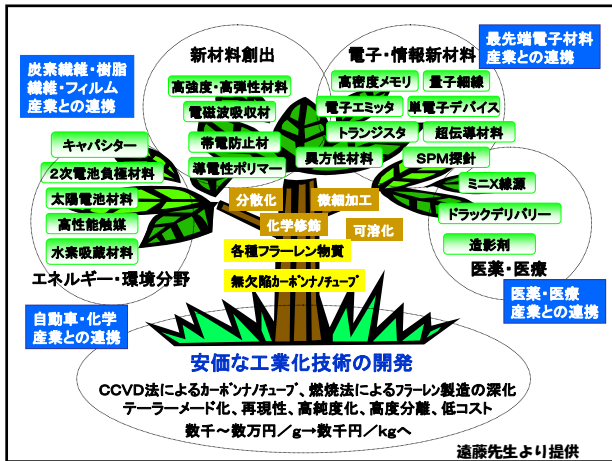 新材料創出
電子・情報新材料
最先端電子材料
産業との連携
炭素繊維・樹脂
繊維・フィルム
産業との連携
高強度・高弾性材料
電磁波吸収材
帯電防止材
導電性ポリマー
高密度メモリ
量子細線
電子エミッタ
単電子デバイス
トランジスタ
超伝導材料
異方性材料
SPM探針
キャパシター
2次電池負極材料
太陽電池材料
高性能触媒
水素吸蔵材料
エネルギー・環境分野
ミニX線源
ドラックデリバリー
造影剤
医薬・医療
分散化
微細加工
化学修飾
可溶化
各種フラーレン物質
無欠陥カーボンナノチューブ
自動車・化学
産業との連携
医薬・医療
産業との連携
安価な工業化技術の開発
CCVD法によるカーボンナノチューブ、燃焼法によるフラーレン製造の深化
テーラーメード化、再現性、高純度化、高度分離、低コスト
数千～数万円／g→数千円／kgへ
遠藤先生より提供